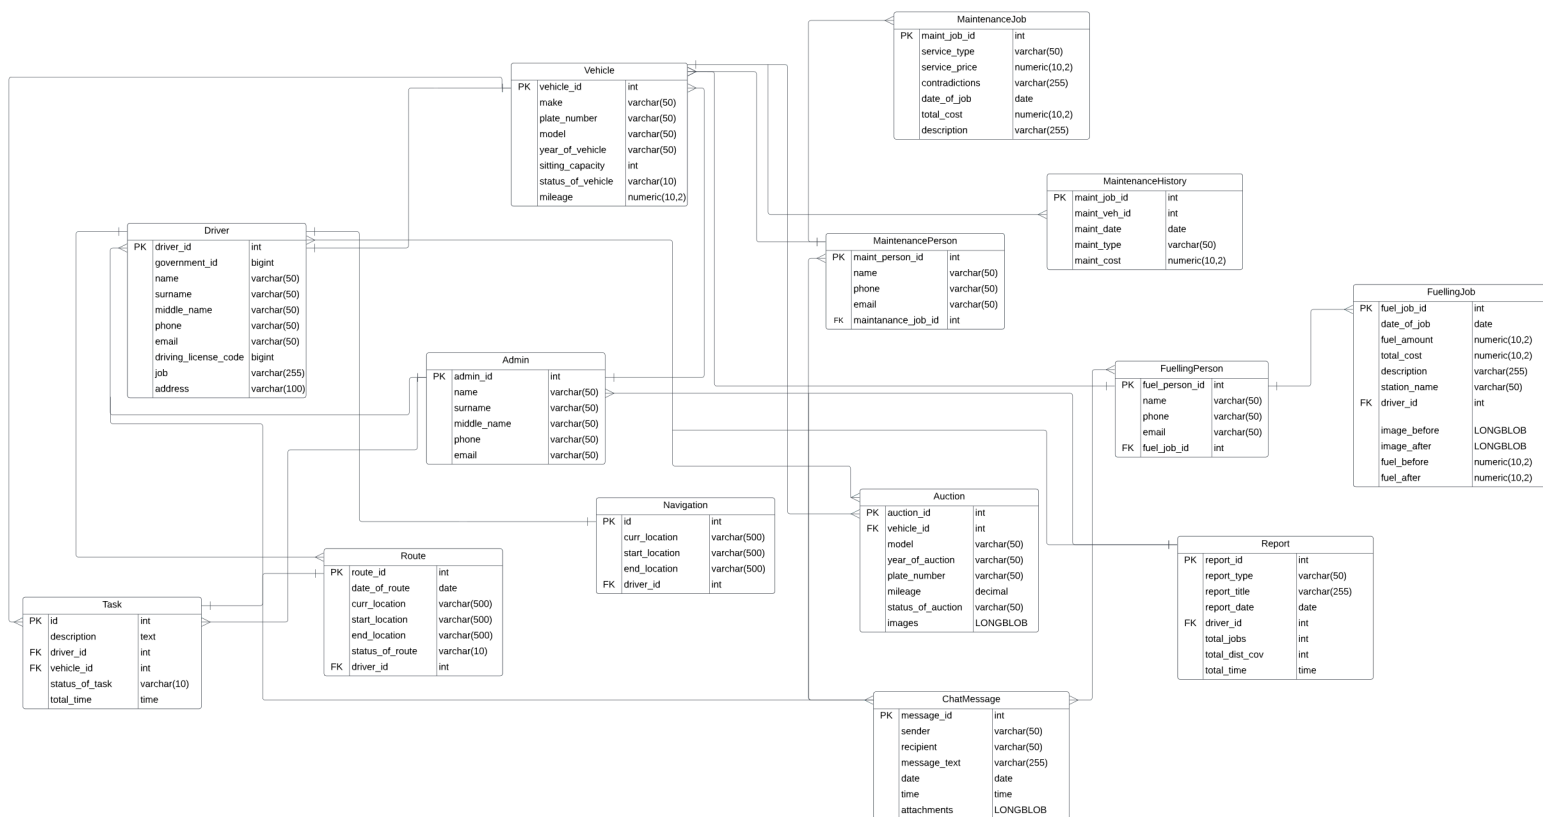 MaintenanceJob
PK maint_job_id int
service_type varchar(50)
service_price numeric(10,2)
contradictions varchar(255)
date_of_job date
total_cost numeric(10,2)
description varchar(255)
Vehicle
PK vehicle_id int
make varchar(50)
plate_number varchar(50)
model varchar(50)
year_of_vehicle varchar(50)
sitting_capacity int
status_of_vehicle varchar(10)
mileage numeric(10,2)
MaintenanceHistory
PK maint_job_id int
maint_veh_id int
maint_date date
maint_type varchar(50)
maint_cost numeric(10,2)
Driver
PK driver_id int
government_id bigint
name varchar(50)
surname varchar(50)
middle_name varchar(50)
phone varchar(50)
email varchar(50)
driving_license_code bigint
job varchar(255)
address varchar(100)
MaintenancePerson
PK maint_person_id int
name varchar(50)
phone varchar(50)
email varchar(50)
FK maintanance_job_id int
FuellingJob
PK fuel_job_id int
date_of_job date
fuel_amount numeric(10,2)
total_cost numeric(10,2)
description varchar(255)
station_name varchar(50)
FK driver_id int
image_before LONGBLOB
image_after LONGBLOB
fuel_before numeric(10,2)
fuel_after numeric(10,2)
Admin
PK admin_id int
name varchar(50)
surname varchar(50)
middle_name varchar(50)
phone varchar(50)
email varchar(50)
FuellingPerson
PK fuel_person_id int
name varchar(50)
phone varchar(50)
email varchar(50)
FK fuel_job_id int
Navigation
PK id int
curr_location varchar(500)
start_location varchar(500)
end_location varchar(500)
FK driver_id int
Auction
PK auction_id int
FK vehicle_id int
model varchar(50)
year_of_auction varchar(50)
plate_number varchar(50)
mileage decimal
status_of_auction varchar(50)
images LONGBLOB
Report
PK report_id int
report_type varchar(50)
report_title varchar(255)
report_date date
FK driver_id int
total_jobs int
total_dist_cov int
total_time time
Route
PK route_id int
date_of_route date
curr_location varchar(500)
start_location varchar(500)
end_location varchar(500)
status_of_route varchar(10)
FK driver_id int
Task
PK id int
description text
FK driver_id int
FK vehicle_id int
status_of_task varchar(10)
total_time time
ChatMessage
PK message_id int
sender varchar(50)
recipient varchar(50)
message_text varchar(255)
date date
time time
attachments LONGBLOB